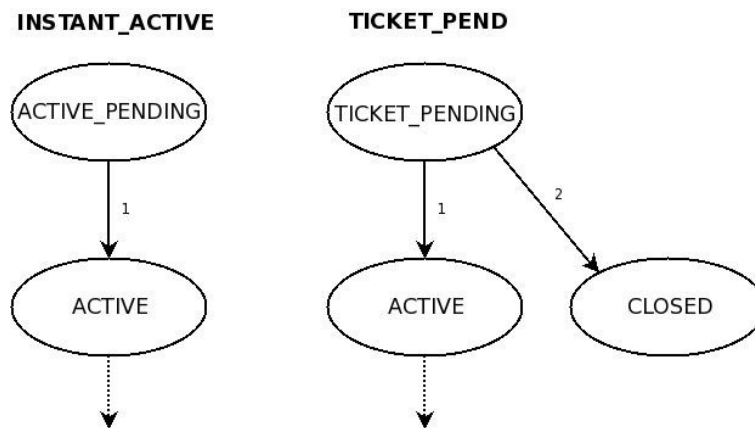 INSTANT_ACTIVE
TICKET_PEND
ACTIVE_PENDING
TICKET_PENDING
1
1
2
ACTIVE
ACTIVE
CLOSED